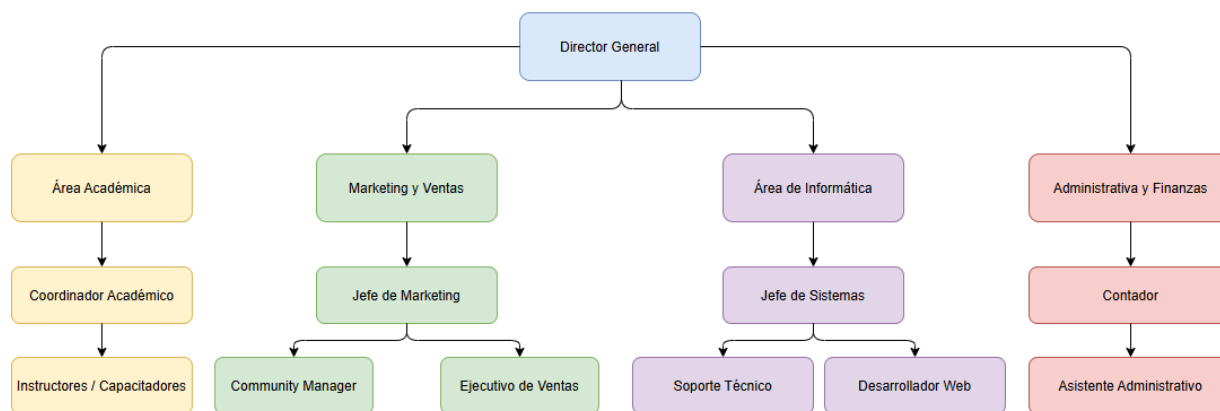 Director General
Área Académica
Marketing y Ventas
Área de Informática
Administrativa y Finanzas
Coordinador Académico
Jefe de Marketing
Jefe de Sistemas
Contador
Instructores / Capacitadores
Community Manager
Ejecutivo de Ventas
Soporte Técnico
Desarrollador Web
Asistente Administrativo